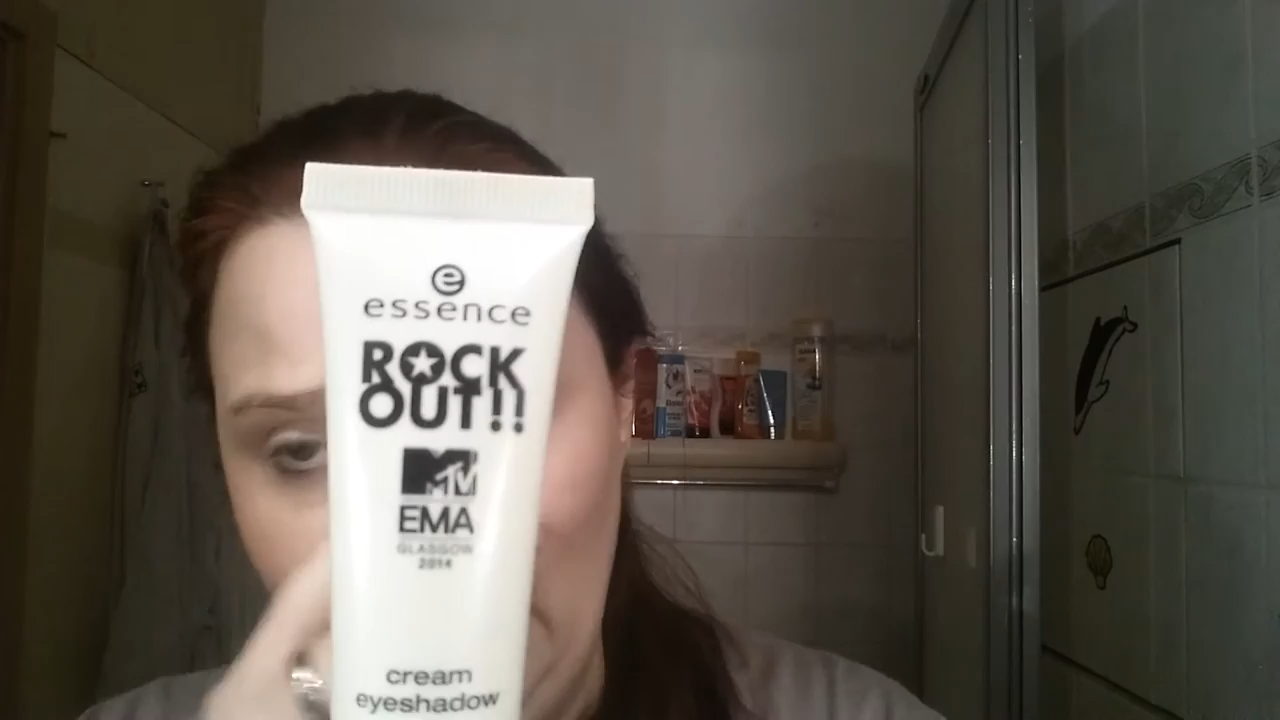 e
essence
ROCK
OUT!!
MTV
EMA
GLASGOW
2014
cream
eyeshadow